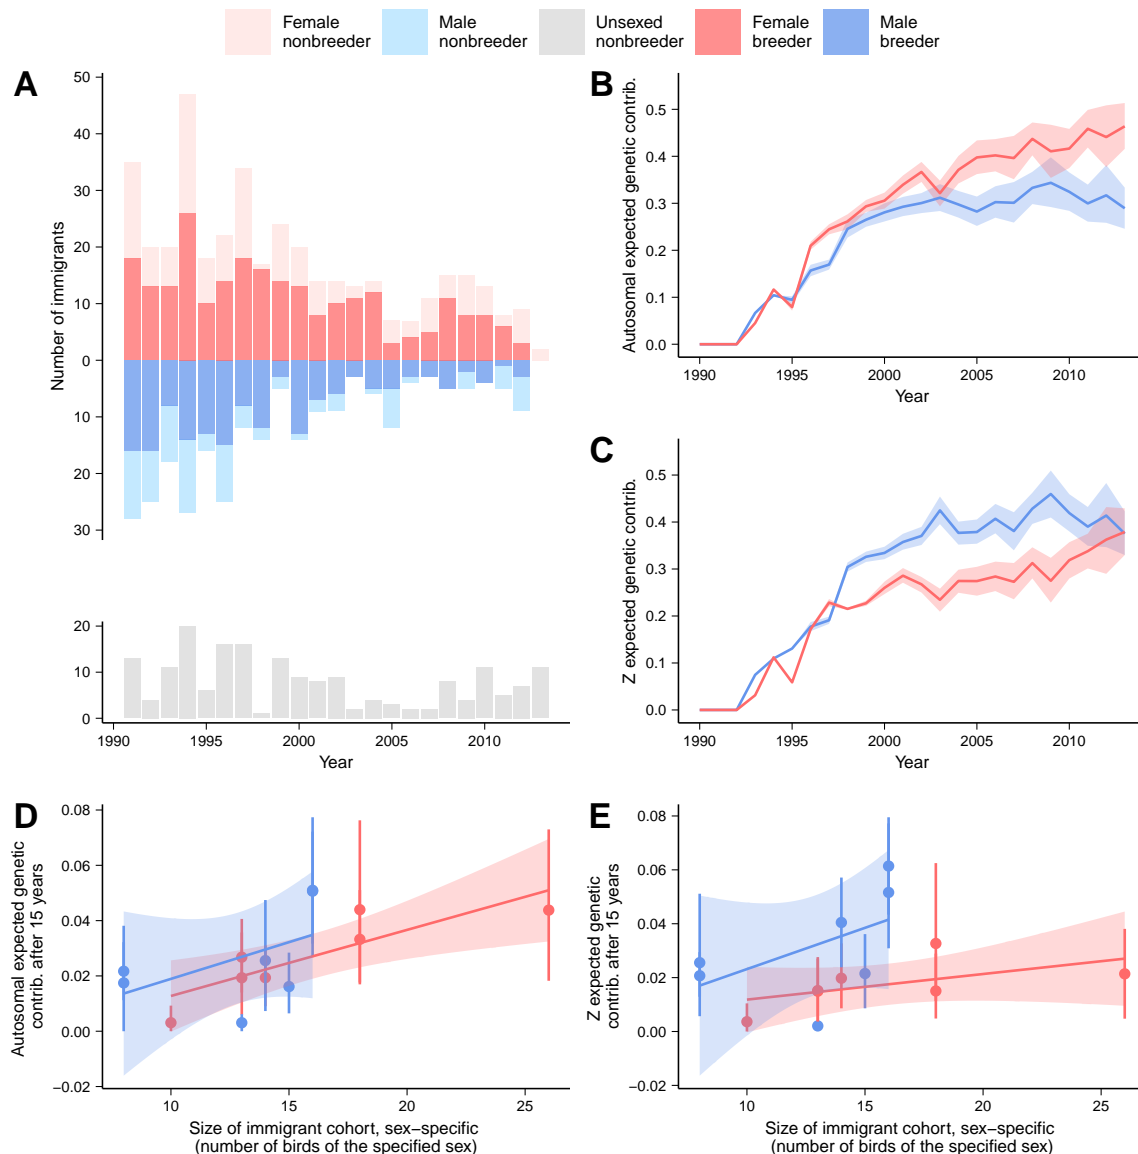 Female
nonbreeder
Male
nonbreeder
Unsexed
nonbreeder
Female
breeder
Male
breeder
A
Number of immigrants
50
40
30
20
10
0
10
20
30
20
10
0
1990
1995
2000
2005
2010
Year
B
Autosomal expected genetic contrib.
0.5
0.4
0.3
0.2
0.1
0.0
1990
1995
2000
2005
2010
Year
C
Z expected genetic contrib.
0.5
0.4
0.3
0.2
0.1
0.0
1990
1995
2000
2005
2010
Year
D
Autosomal expected genetic
contrib. after 15 years
0.08
0.06
0.04
0.02
0.00
−0.02
10
15
20
25
Size of immigrant cohort, sex−specific
(number of birds of the specified sex)
E
Z expected genetic
contrib. after 15 years
0.08
0.06
0.04
0.02
0.00
−0.02
10
15
20
25
Size of immigrant cohort, sex−specific
(number of birds of the specified sex)